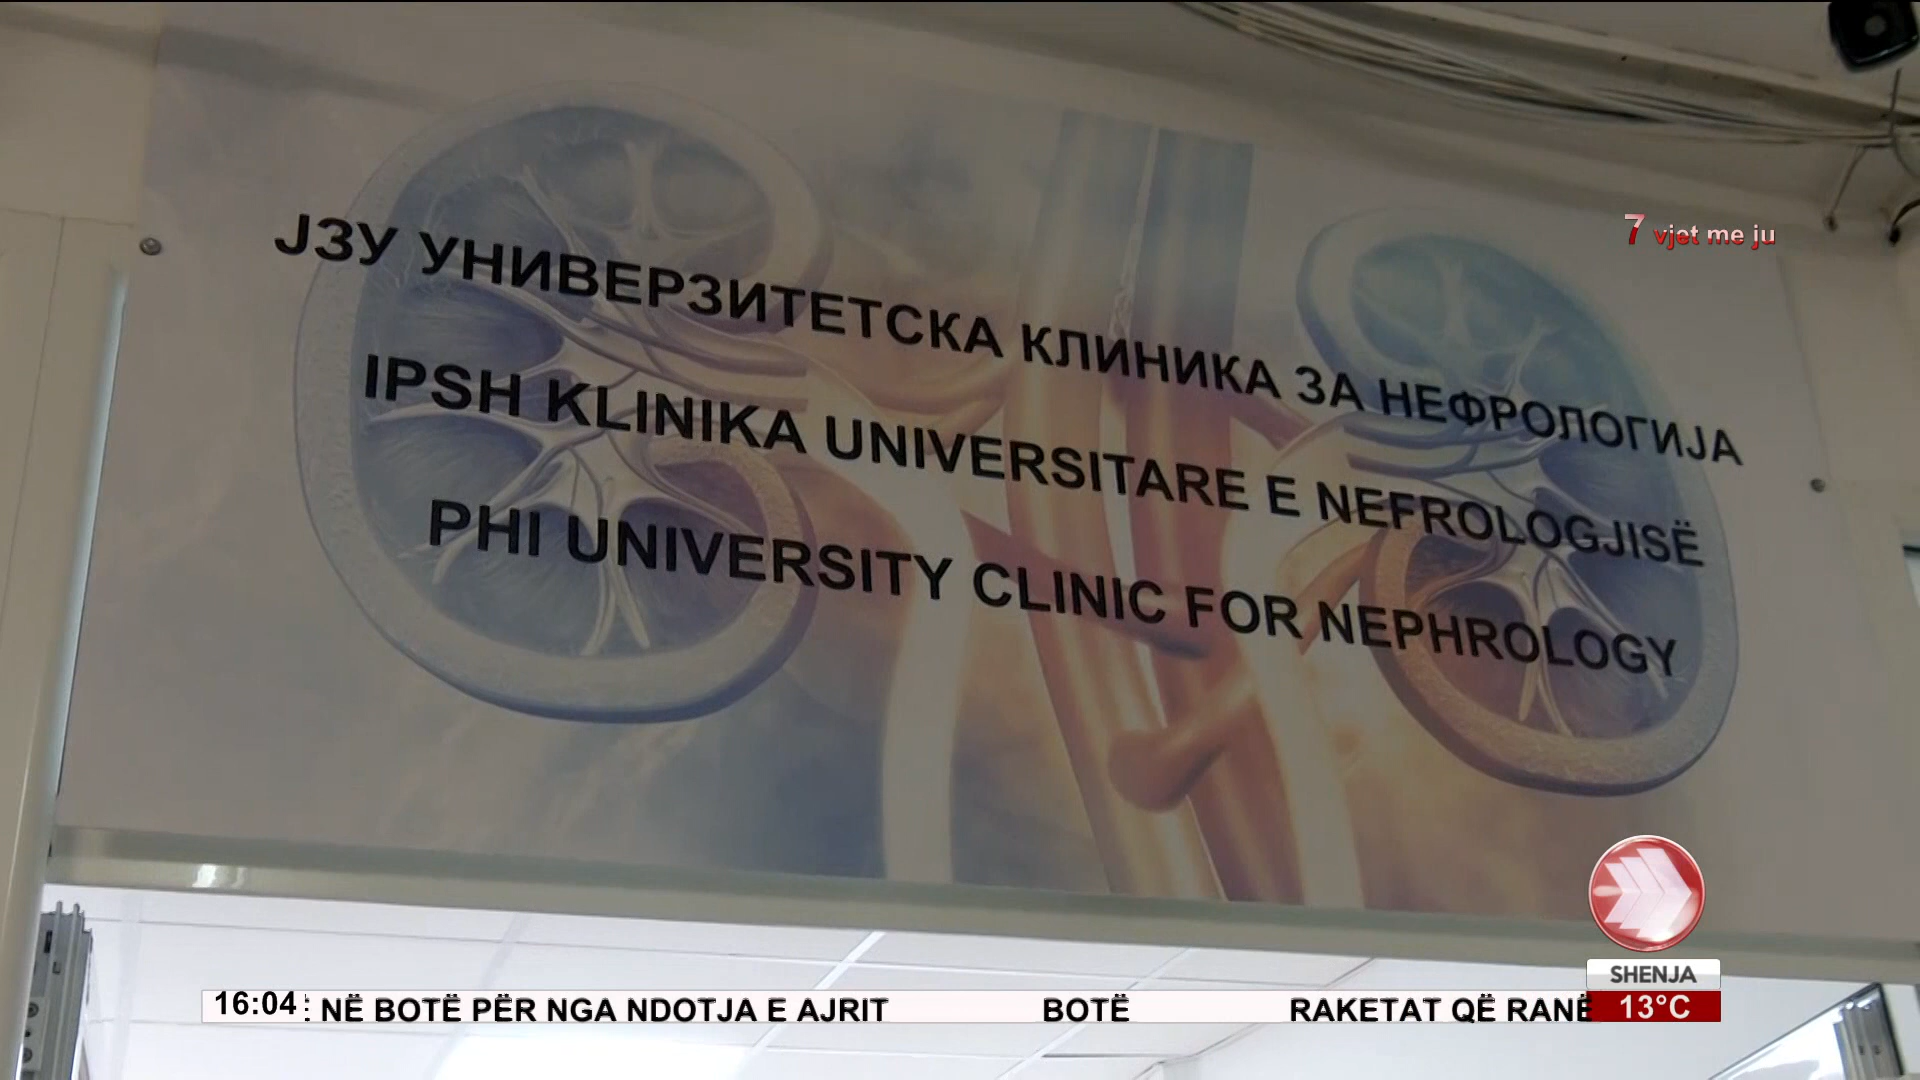 7 vjet me ju
ЈЗУ УНИВЕРЗИТЕТСКА КЛИНИКА ЗА НЕФРОЛОГИЈА
IPSH KLINIKA UNIVERSITARE E NEFROLOGJISË
PHI UNIVERSITY CLINIC FOR NEPHROLOGY
SHENJA
16:04 NË BOTË PËR NGA NDOTJA E AJRIT BOTË RAKETAT QË RANË 13°C